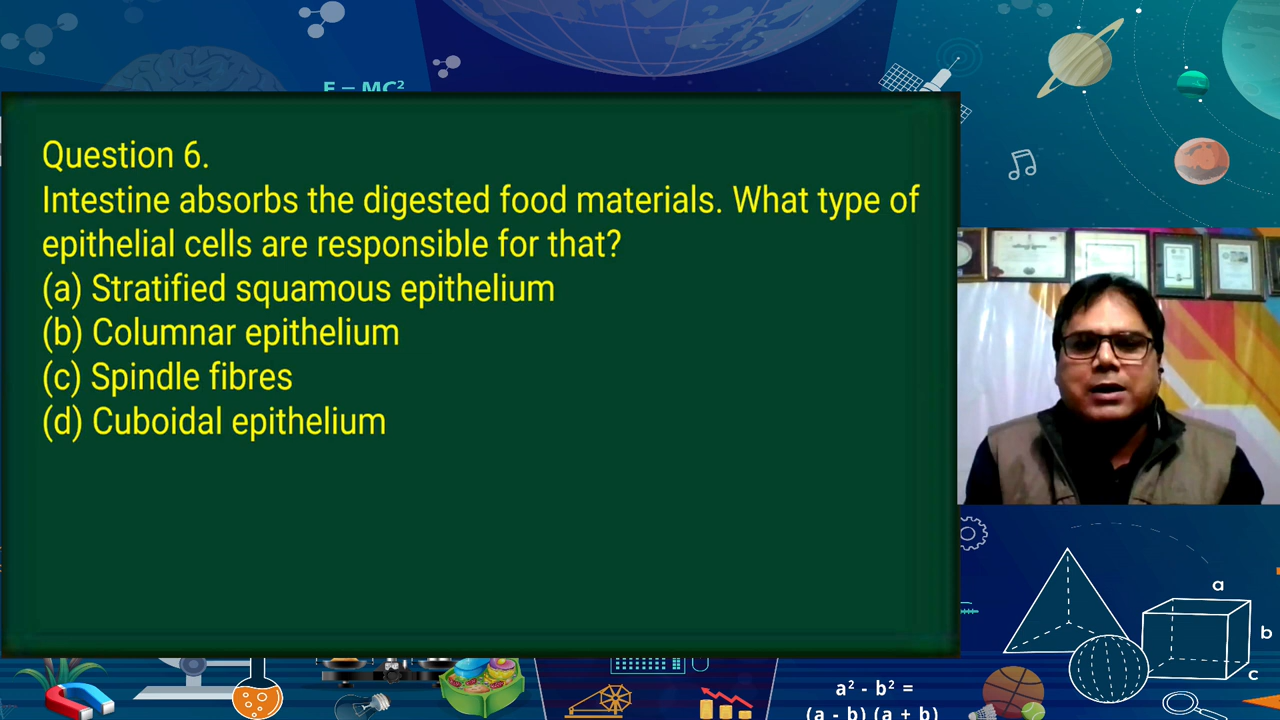 E = MC²
Question 6.
Intestine absorbs the digested food materials. What type of
epithelial cells are responsible for that?
(a) Stratified squamous epithelium
(b) Columnar epithelium
(c) Spindle fibres
(d) Cuboidal epithelium
a
b
c
a² - b² =
(a - b) (a + b)